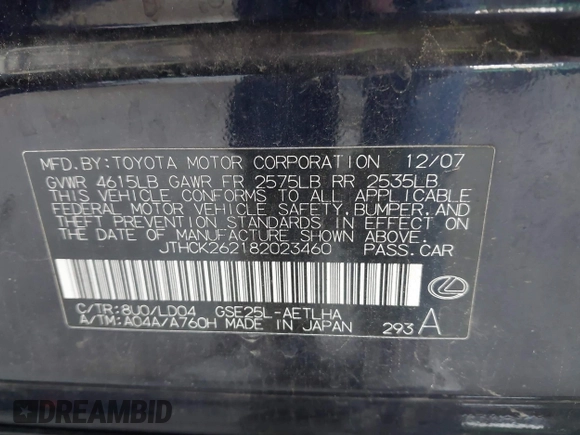 MFD.BY:TOYOTA MOTOR CORPORATION 12/07
GVWR 4615LB GAWR FR 2575LB RR 2535LB
THIS VEHICLE CONFORMS TO ALL APPLICABLE
FEDERAL MOTOR VEHICLE SAFETY,BUMPER,AND
THEFT PREVENTION STANDARDS IN EFFECT ON
THE DATE OF MANUFACTURE SHOWN ABOVE.
JTHCK262182023460 PASS.CAR
C/TR:8U0/LD04 GSE25L-AETLHA
A/TM:A04A/A760H MADE IN JAPAN 293 A
DREAMBID